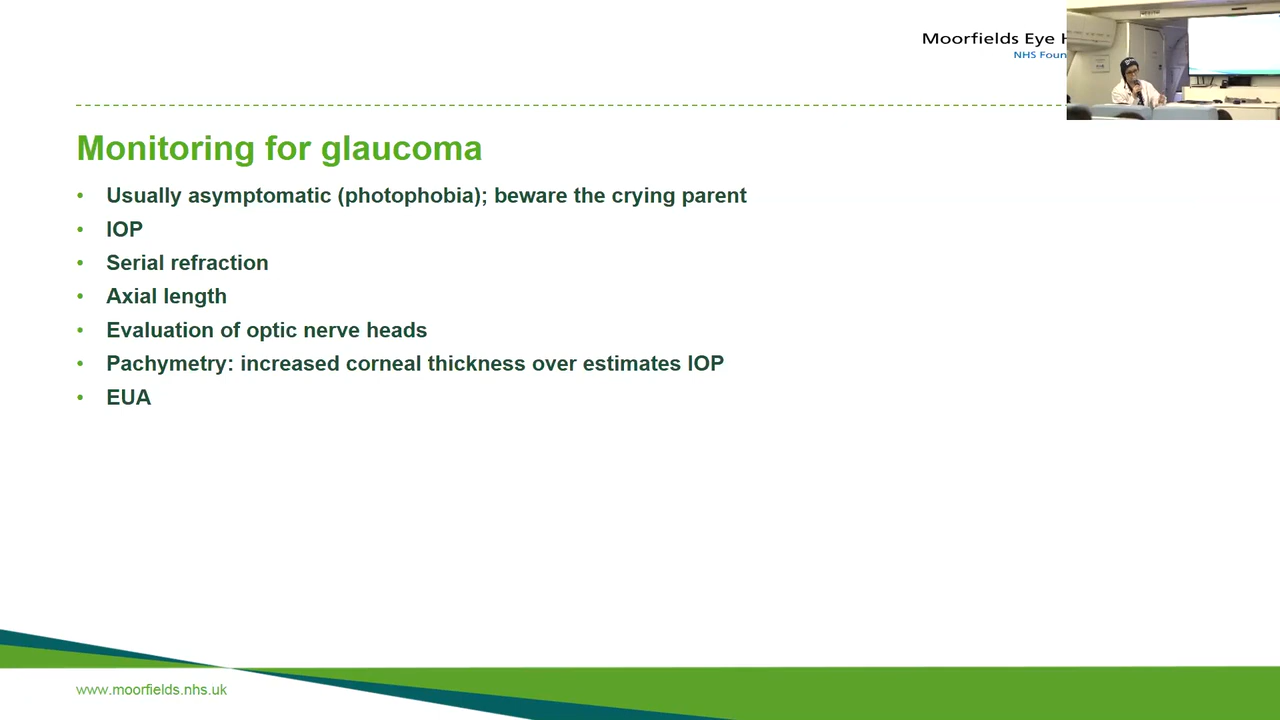 Moorfields Eye
NHS
Monitoring for glaucoma
• Usually asymptomatic (photophobia); beware the crying parent
• IOP
• Serial refraction
• Axial length
• Evaluation of optic nerve heads
• Pachymetry: increased corneal thickness over estimates IOP
• EUA
www.moorfields.nhs.uk